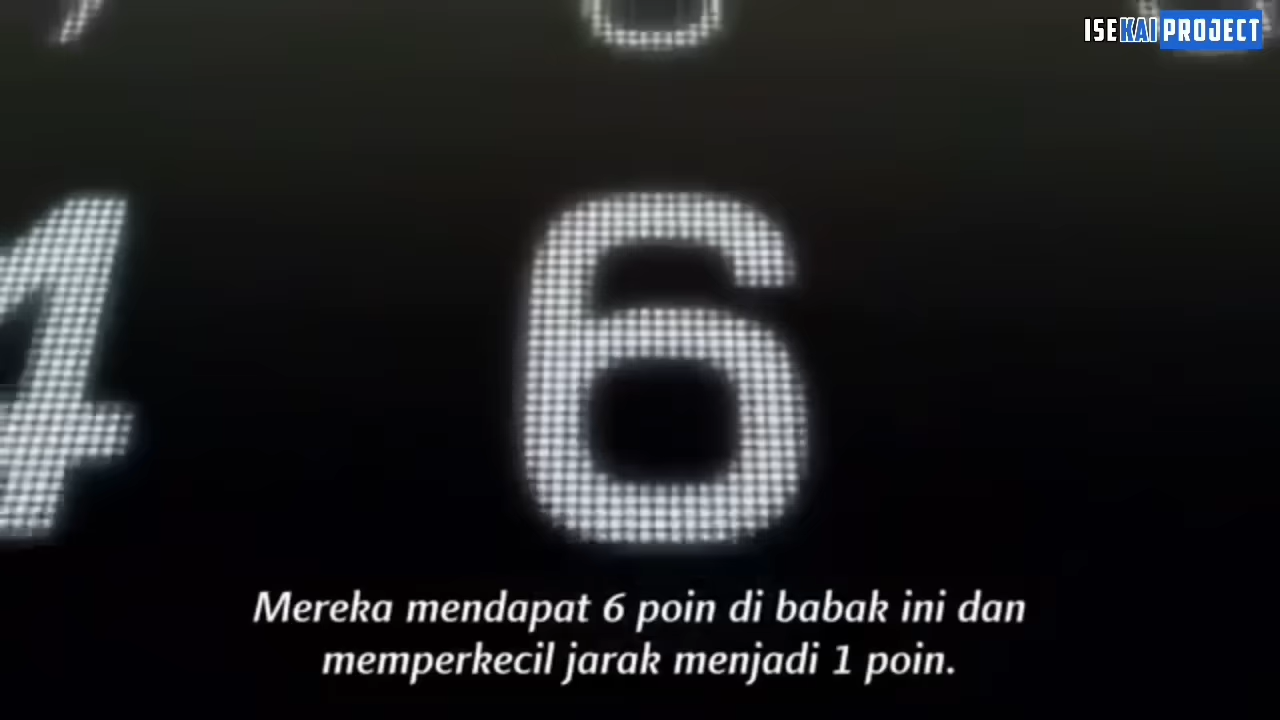 ISEKAI PROJECT
4 6
Mereka mendapat 6 poin di babak ini dan
memperkecil jarak menjadi 1 poin.